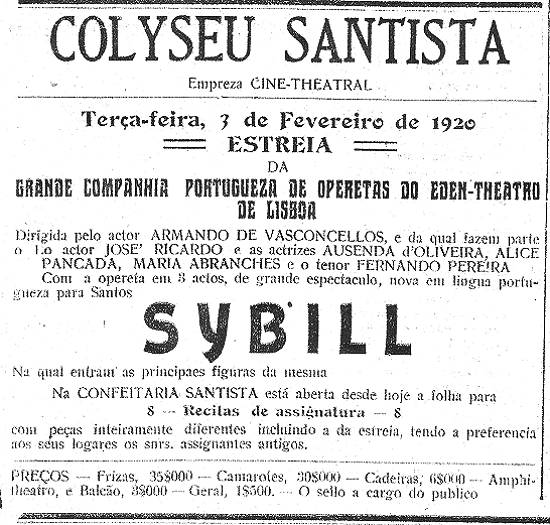 COLYSEU SANTISTA
Empreza CINE-THEATRAL
Terça-feira, 3 de Fevereiro de 1920
ESTREIA
DA
GRANDE COMPANHIA PORTUGUEZA DE OPERETAS DO EDEN-THEATRO
DE LISBOA
Dirigida pelo actor ARMANDO DE VASCONCELLOS, e da qual fazem parte
o 1.o actor JOSE' RICARDO e as actrizes AUSENDA d'OLIVEIRA, ALICE
PANCADA, MARIA ABRANCHES e o tenor FERNANDO PEREIRA
Com a opereta em 3 actos, de grande espectaculo, nova em lingua portu-
gueza para Santos
SYBILL
Na qual entram as principaes figuras da mesma
Na CONFEITARIA SANTISTA está aberta desde hoje a folha para
8 — Recitas de assignatura — 8
com peças inteiramente diferentes incluindo a da estreia, tendo a preferencia
aos seus logares os snrs. assignantes antigos.
PREÇOS — Frizas, 35$000 — Camarotes, 30$000 — Cadeiras, 6$000 — Amphi-
theatro, e Balcão, 3$000 — Geral, 1$500. — O sello a cargo do publico